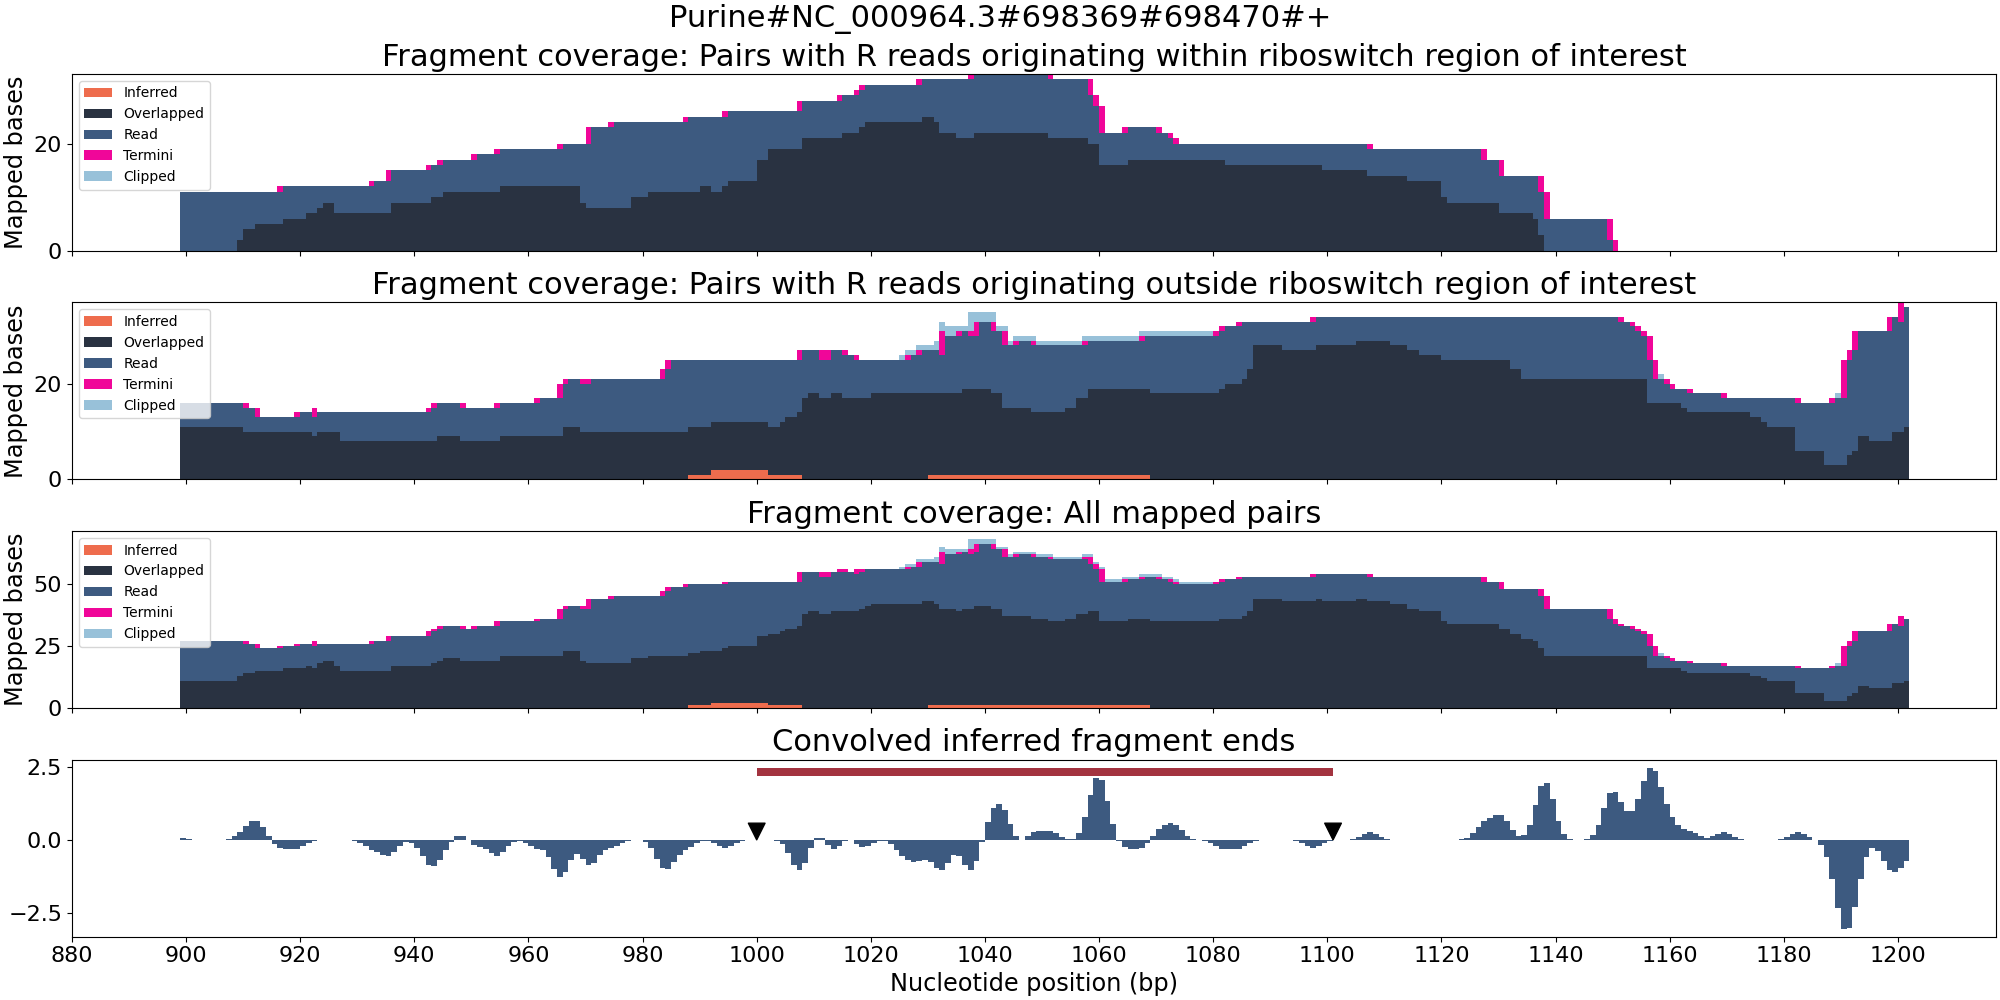 Purine#NC_000964.3#698369#698470#+
Fragment coverage: Pairs with R reads originating within riboswitch region of interest
Mapped bases
20
0
Inferred
Overlapped
Read
Termini
Clipped
Fragment coverage: Pairs with R reads originating outside riboswitch region of interest
Mapped bases
20
0
Inferred
Overlapped
Read
Termini
Clipped
Fragment coverage: All mapped pairs
Mapped bases
50
25
0
Inferred
Overlapped
Read
Termini
Clipped
Convolved inferred fragment ends
2.5
0.0
−2.5
880 900 920 940 960 980 1000 1020 1040 1060 1080 1100 1120 1140 1160 1180 1200
Nucleotide position (bp)